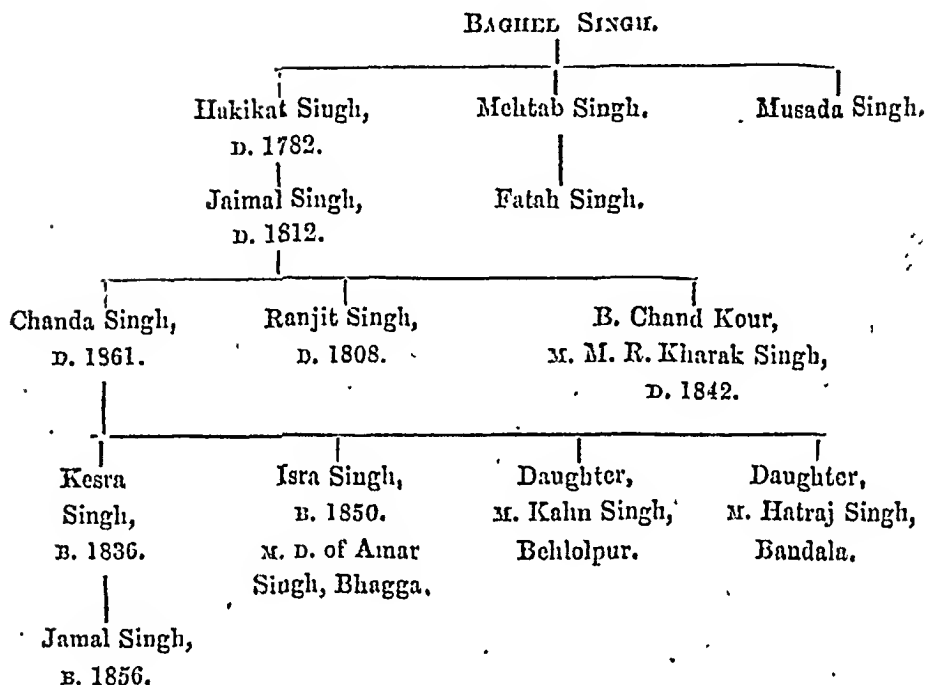 BAGHEL SINGH.
Hakikat Singh, Mehtab Singh. Musada Singh.
D. 1782.
Jaimal Singh, Fatah Singh.
D. 1812.
Chanda Singh, Ranjit Singh, B. Chand Kour,
D. 1861. D. 1808. M. M. R. Kharak Singh,
D. 1842.
Kesra Isra Singh, Daughter, Daughter,
Singh, B. 1850. M. Kahn Singh, M. Hatraj Singh,
B. 1836. M. D. of Amar Behlolpur. Bandala.
Singh, Bhagga.
Jamal Singh,
B. 1856.